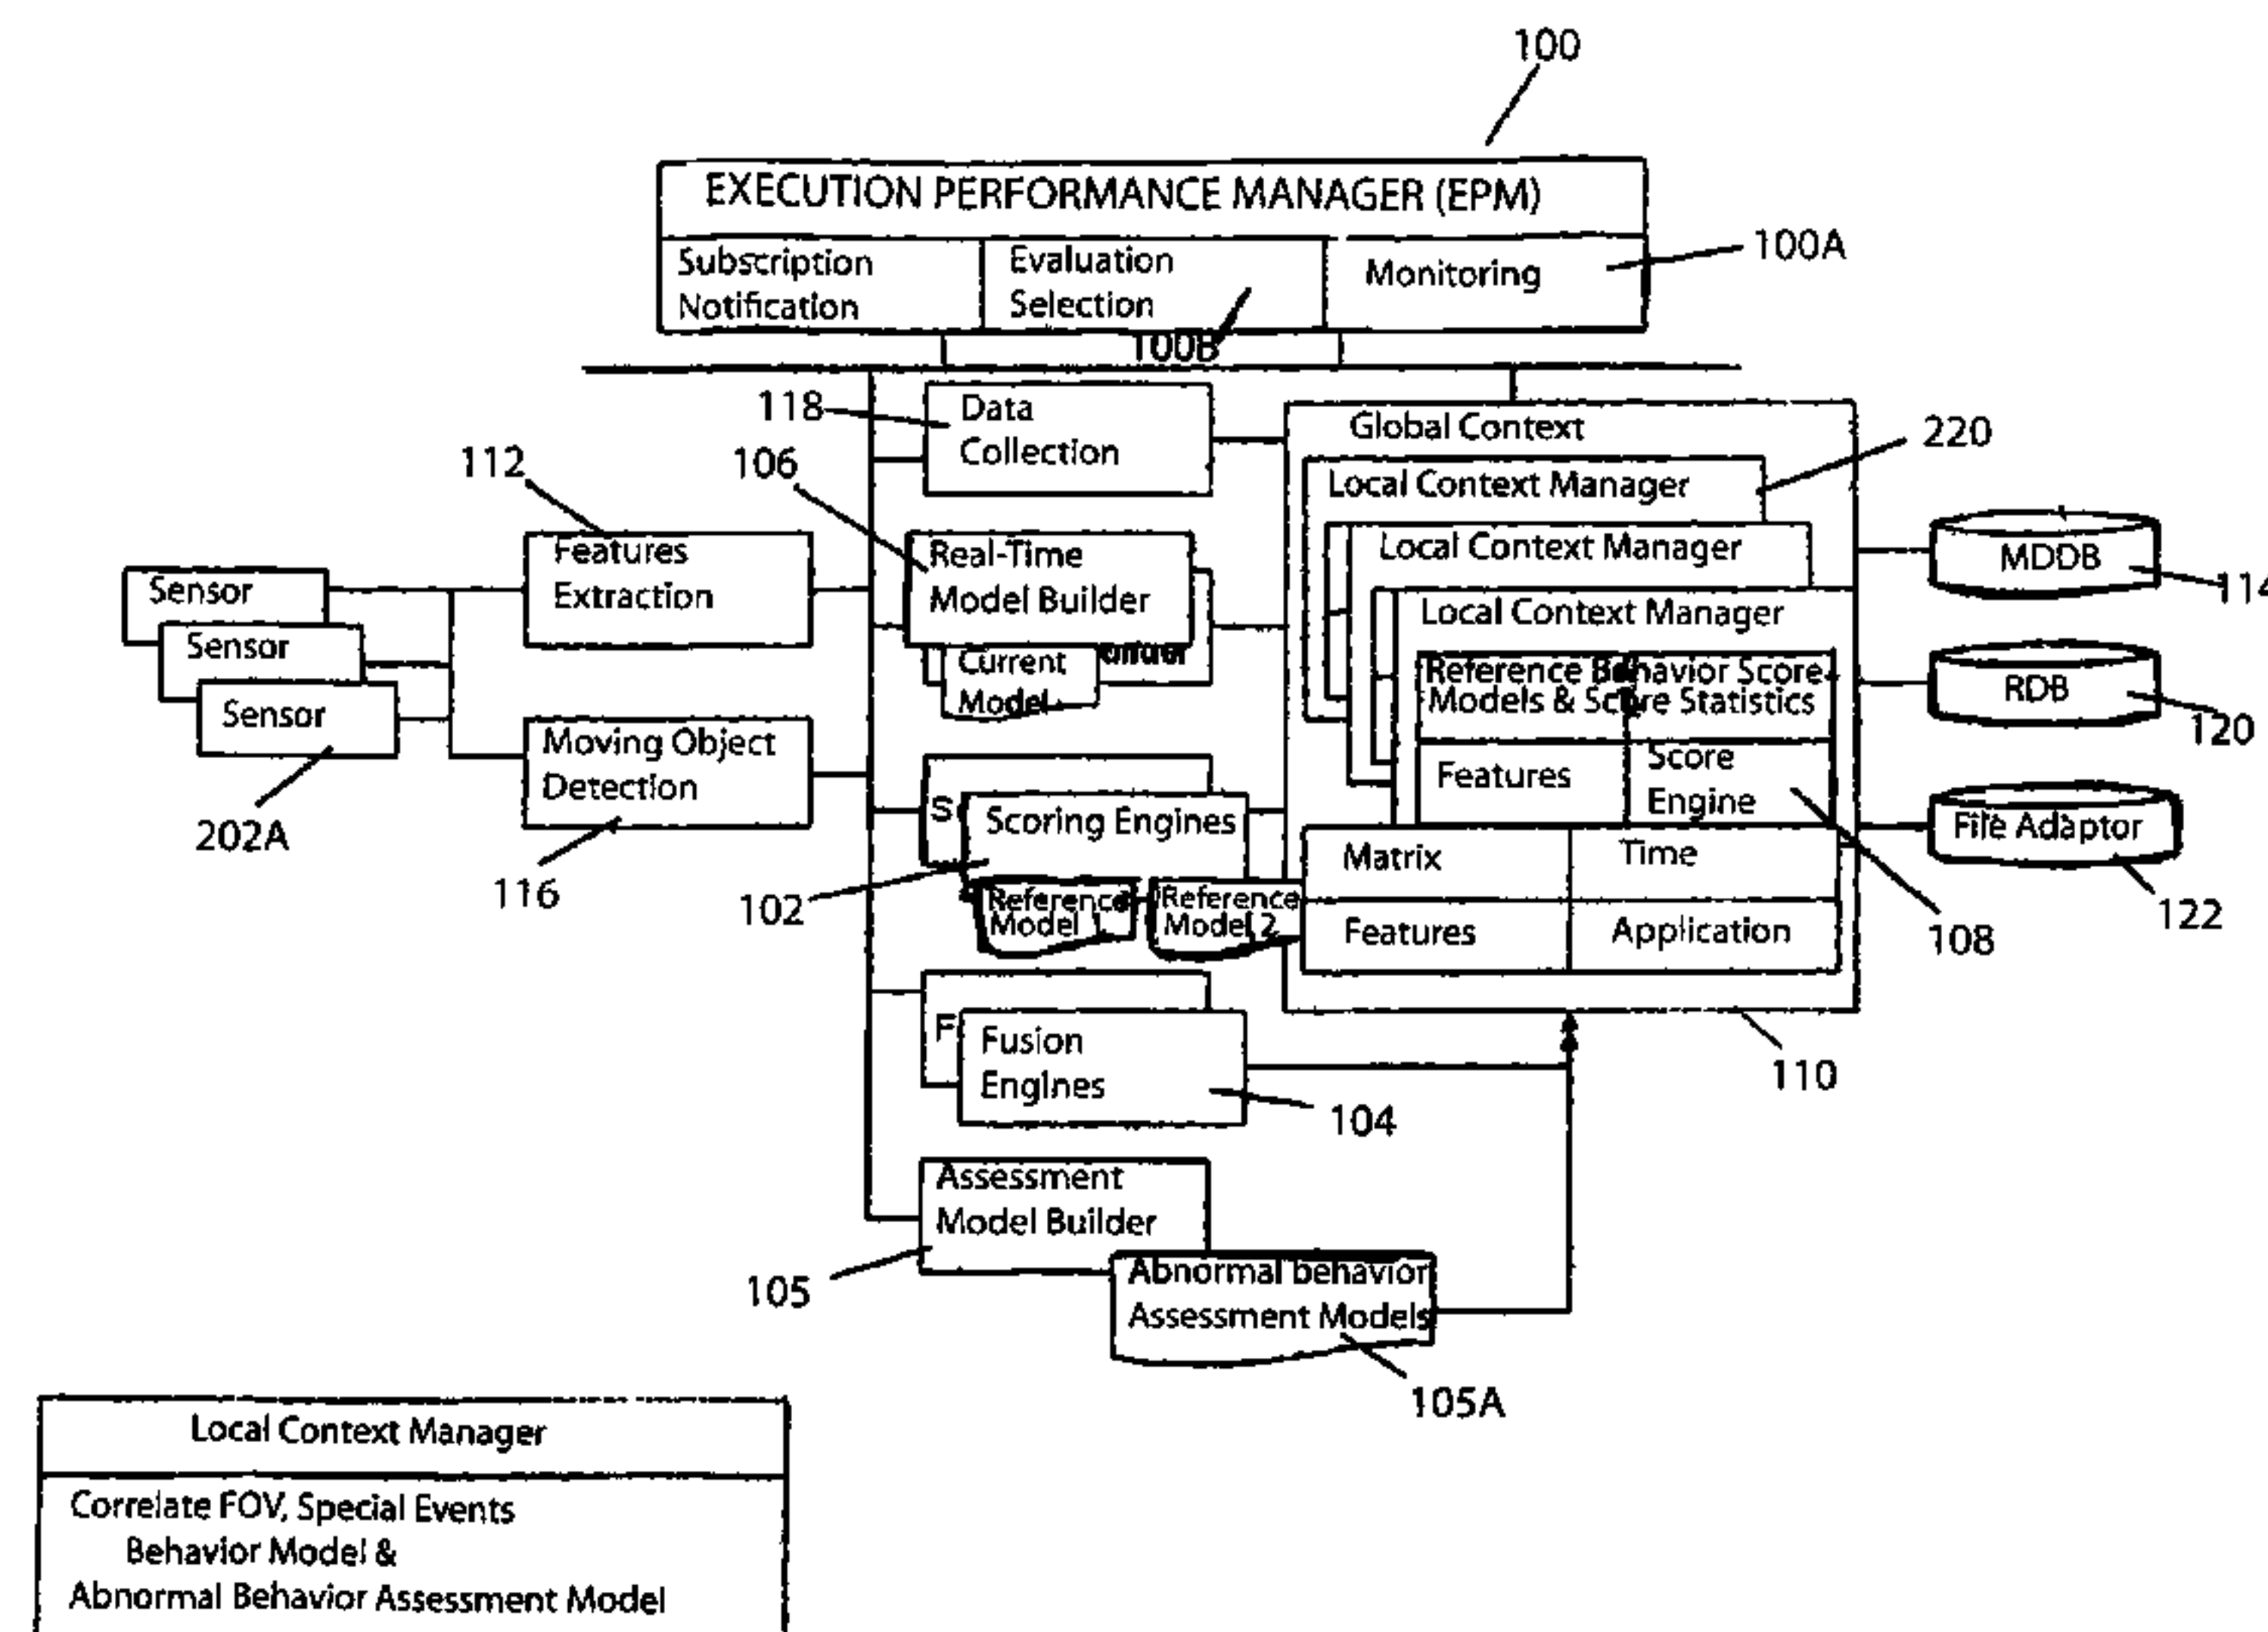 100
EXECUTION PERFORMANCE MANAGER (EPM)
Subscription
Notification
Evaluation
Selection
Monitoring
100A
100B
118
Data
Collection
Global Context
220
112
106
Local Context Manager
Features
Extraction
Real-Time
Model Builder
Local Context Manager
MDDB
114
Sensor
Sensor
Sensor
Current
Model
Local Context Manager
Reference Behavior Score
Models & Score Statistics
RDB
120
Moving Object
Detection
Features
Score
Engine
202A
116
S
Scoring Engines
102
Matrix
Time
File Adaptor
122
Reference
Model 1
Reference
Model 2
Features
Application
108
F
Fusion
Engines
104
110
Assessment
Model Builder
105
Abnormal behavior
Assessment Models
105A
Local Context Manager
Correlate FOV, Special Events
Behavior Model &
Abnormal Behavior Assessment Model